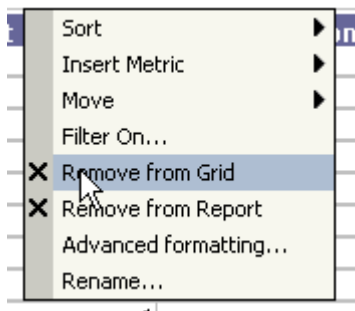 Sort
Insert Metric
Move
Filter On...
Remove from Grid
Remove from Report
Advanced formatting...
Rename...